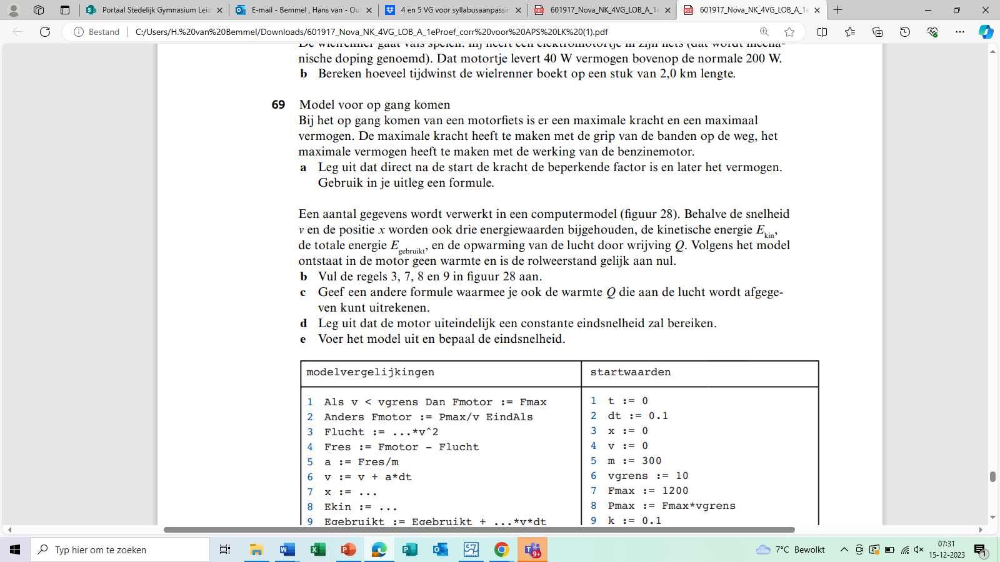 Portaal Stedelijk Gymnasium Leid
E-mail - Bemmel , Hans van - Ou
4 en 5 VG voor syllabusaanpassin
601917_Nova_NK_4VG_LOB_A_1e
601917_Nova_NK_4VG_LOB_A_1e
Bestand
C:/Users/H.%20van%20Bemmel/Downloads/601917_Nova_NK_4VG_LOB_A_1eProef_corr%20voor%20APS%20LK%20(1).pdf
De wielrenner gaat vals spelen: hij heeft een elektromotortje in zijn fiets (dat wordt mecha-
nische doping genoemd). Dat motortje levert 40 W vermogen bovenop de normale 200 W.
b Bereken hoeveel tijdwinst de wielrenner boekt op een stuk van 2,0 km lengte.
69 Model voor op gang komen
Bij het op gang komen van een motorfiets is er een maximale kracht en een maximaal
vermogen. De maximale kracht heeft te maken met de grip van de banden op de weg, het
maximale vermogen heeft te maken met de werking van de benzinemotor.
a Leg uit dat direct na de start de kracht de beperkende factor is en later het vermogen.
Gebruik in je uitleg een formule.
Een aantal gegevens wordt verwerkt in een computermodel (figuur 28). Behalve de snelheid
v en de positie x worden ook drie energiewaarden bijgehouden, de kinetische energie Ekin,
de totale energie Egebruikt, en de opwarming van de lucht door wrijving Q. Volgens het model
ontstaat in de motor geen warmte en is de rolweerstand gelijk aan nul.
b Vul de regels 3, 7, 8 en 9 in figuur 28 aan.
c Geef een andere formule waarmee je ook de warmte Q die aan de lucht wordt afgege-
ven kunt uitrekenen.
d Leg uit dat de motor uiteindelijk een constante eindsnelheid zal bereiken.
e Voer het model uit en bepaal de eindsnelheid.
modelvergelijkingen
1 Als v < vgrens Dan Fmotor := Fmax
2 Anders Fmotor := Pmax/v EindAls
3 Flucht := ...*v^2
4 Fres := Fmotor - Flucht
5 a := Fres/m
6 v := v + a*dt
7 x := ...
8 Ekin := ...
9 Egebruikt := Egebruikt + ...*v*dt
startwaarden
1 t := 0
2 dt := 0.1
3 x := 0
4 v := 0
5 m := 300
6 vgrens := 10
7 Fmax := 1200
8 Pmax := Fmax*vgrens
9 k := 0.1
Typ hier om te zoeken
9+
7°C Bewolkt
07:31
15-12-2023
1